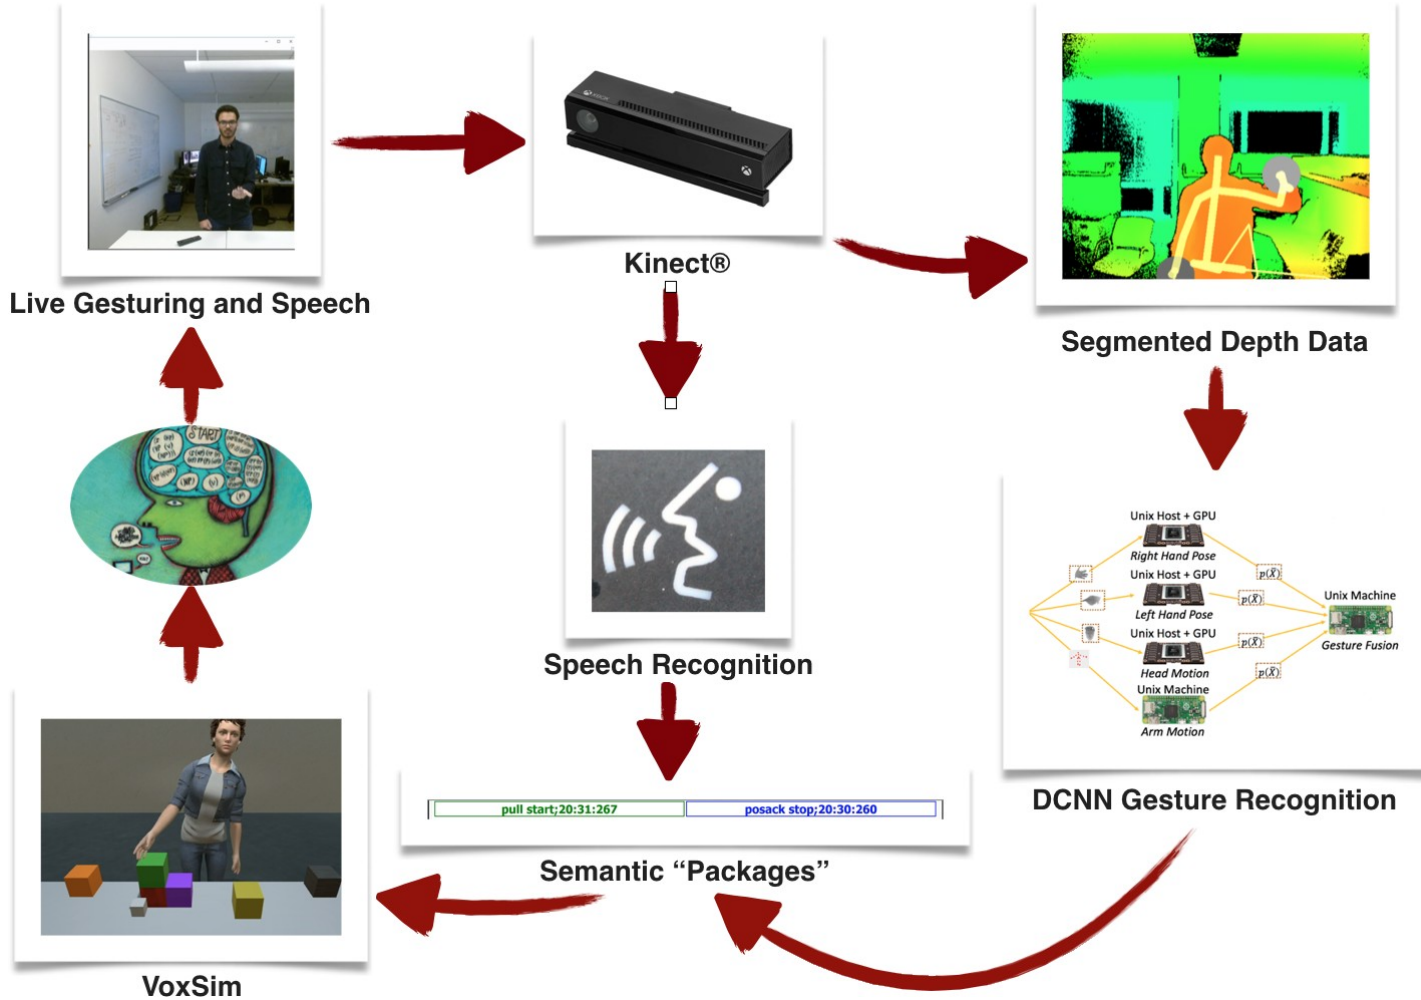 Live Gesturing and Speech
Kinect®
Segmented Depth Data
START
Speech Recognition
Unix Host + GPU
Right Hand Pose
Unix Host + GPU
Left Hand Pose
Unix Host + GPU
Head Motion
Unix Machine
Arm Motion
p(X̄)
p(X̄)
p(X̄)
p(X̄)
Unix Machine
Gesture Fusion
DCNN Gesture Recognition
pull start;20:31:267
posack stop;20:30:260
Semantic “Packages”
VoxSim